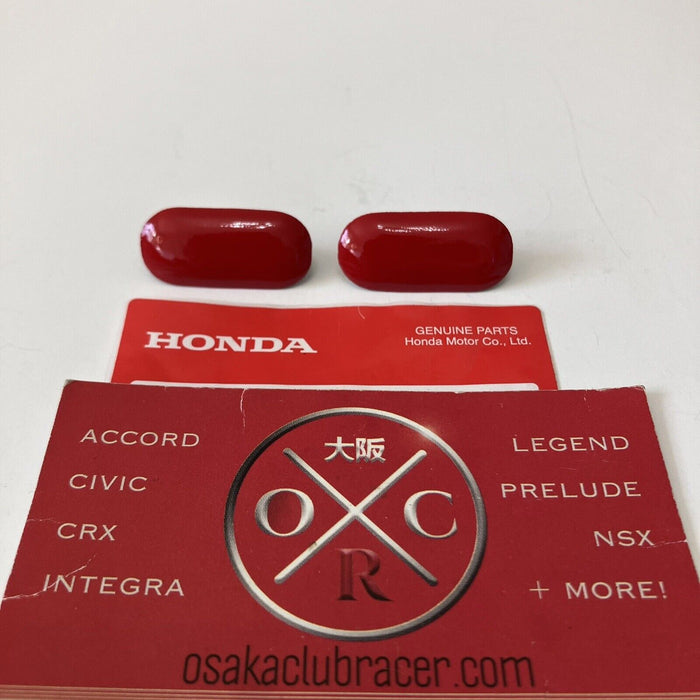 HONDA
GENUINE PARTS
Honda Motor Co., Ltd.
ACCORD
CIVIC
CRX
INTEGRA
大阪
O C
R
LEGEND
PRELUDE
NSX
+ MORE!
osakaclubracer.com